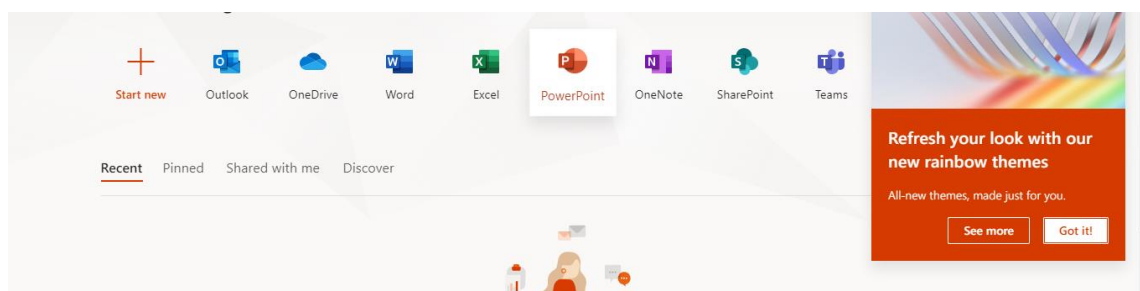 Start new
Outlook
OneDrive
Word
Excel
PowerPoint
OneNote
SharePoint
Teams
Recent Pinned Shared with me Discover
Refresh your look with our
new rainbow themes
All-new themes, made just for you.
See more Got it!